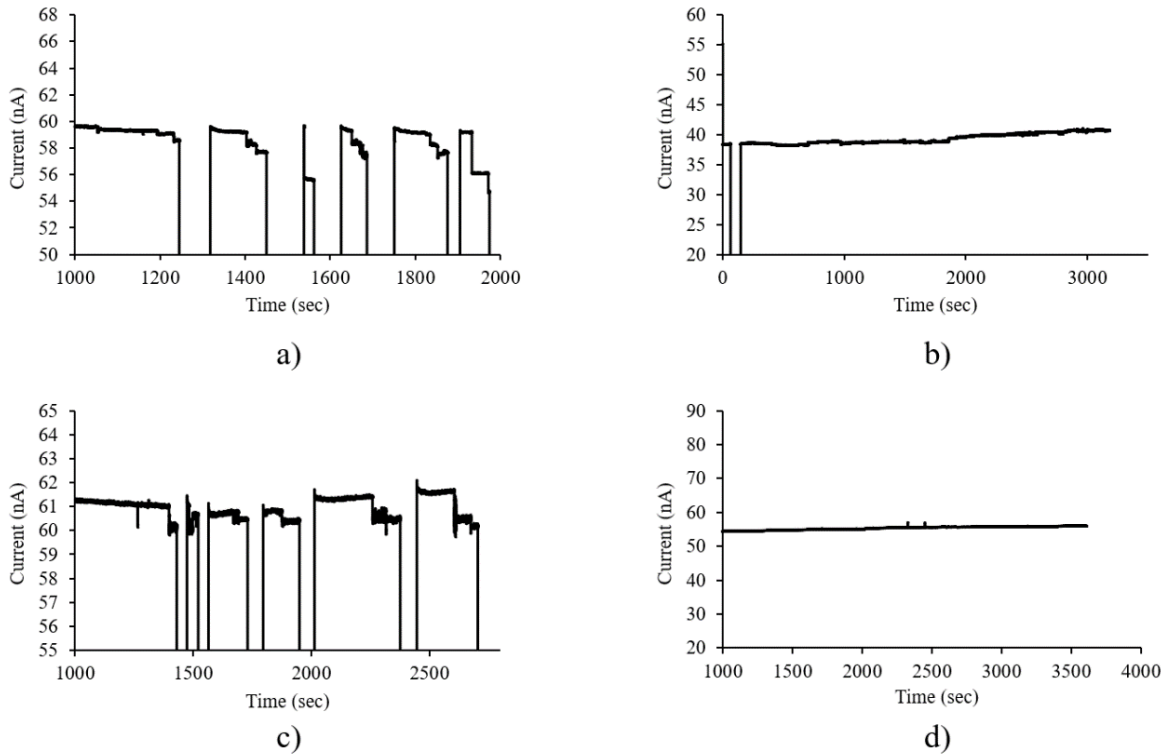 68
66
64
62
60
58
56
54
52
50
Current (nA)
1000 1200 1400 1600 1800 2000
Time (sec)
a)
60
55
50
45
40
35
30
25
20
Current (nA)
0 1000 2000 3000
Time (sec)
b)
65
64
63
62
61
60
59
58
57
56
55
Current (nA)
1000 1500 2000 2500
Time (sec)
c)
90
80
70
60
50
40
30
20
Current (nA)
1000 1500 2000 2500 3000 3500 4000
Time (sec)
d)